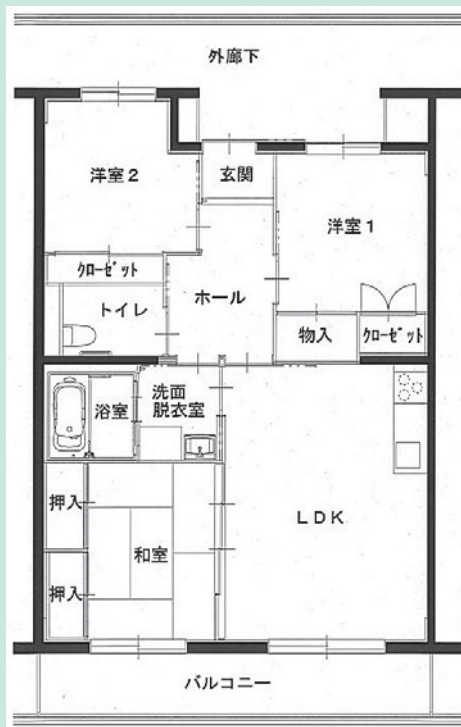 外廊下
洋室2
玄関
洋室1
クローゼット
トイレ
ホール
物入
クローゼット
浴室
洗面
脱衣室
LDK
押入
和室
押入
バルコニー